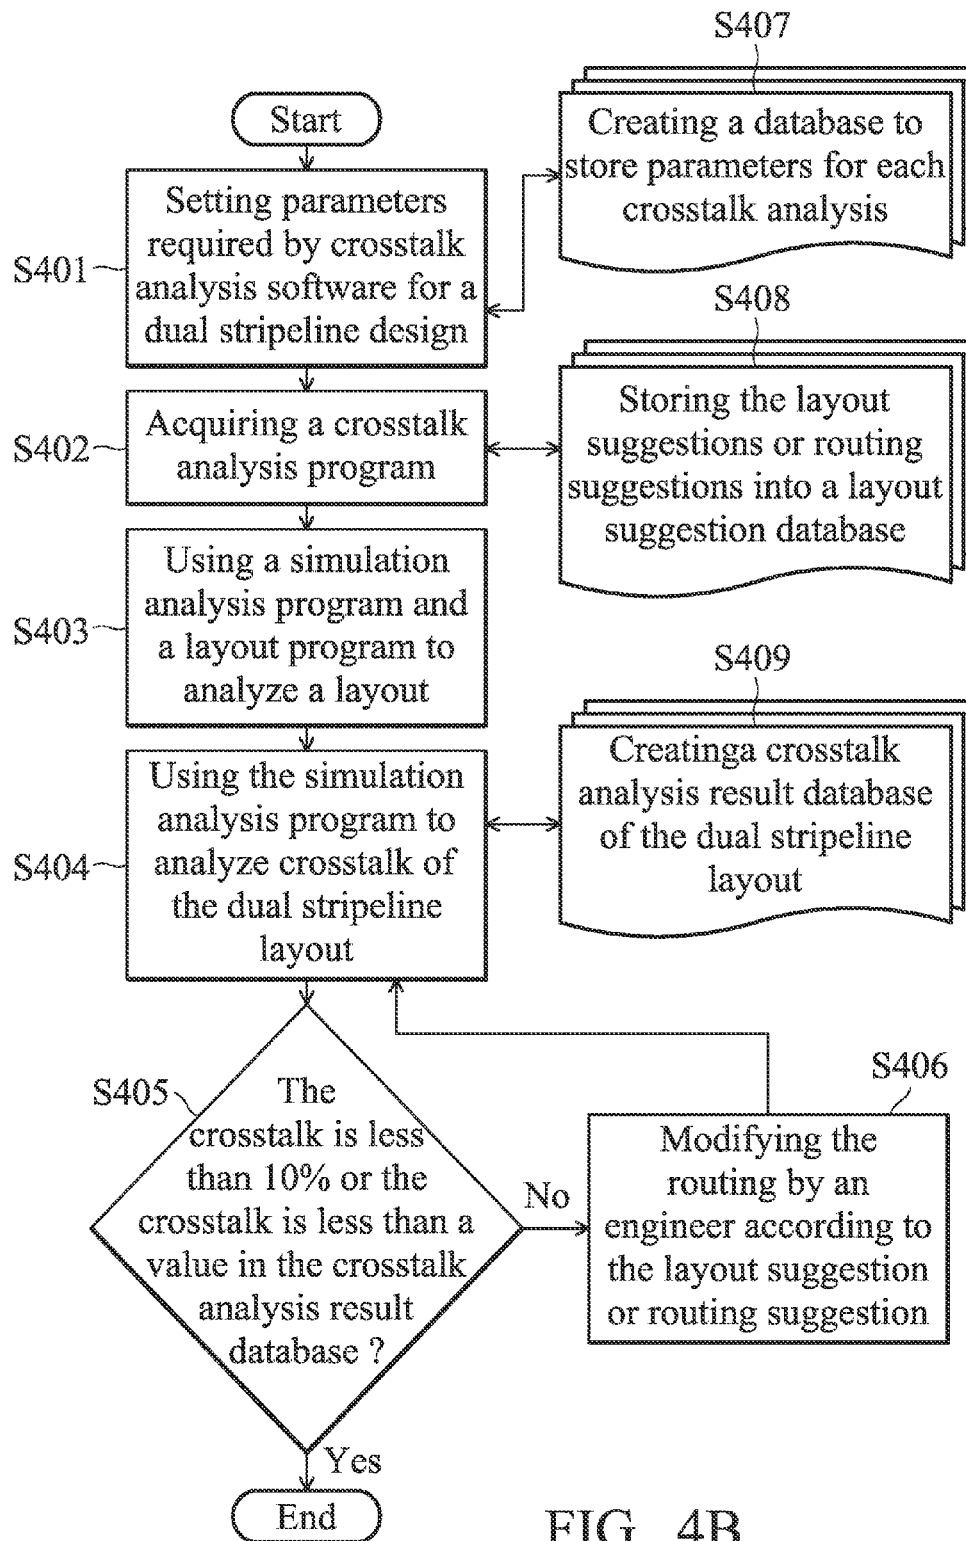 S407
Start
Creating a database to
store parameters for each
crosstalk analysis
Setting parameters
required by crosstalk
analysis software for a
dual stripeline design
S401
S408
Acquiring a crosstalk
analysis program
S402
Storing the layout
suggestions or routing
suggestions into a layout
suggestion database
Using a simulation
analysis program and
a layout program to
analyze a layout
S403
S409
Using the simulation
analysis program to
analyze crosstalk of
the dual stripeline
layout
S404
Creatinga crosstalk
analysis result database
of the dual stripeline
layout
S405
The
crosstalk is less
than 10% or the
crosstalk is less than a
value in the crosstalk
analysis result
database ?
No
S406
Modifying the
routing by an
engineer according to
the layout suggestion
or routing suggestion
Yes
End
FIG. 4B